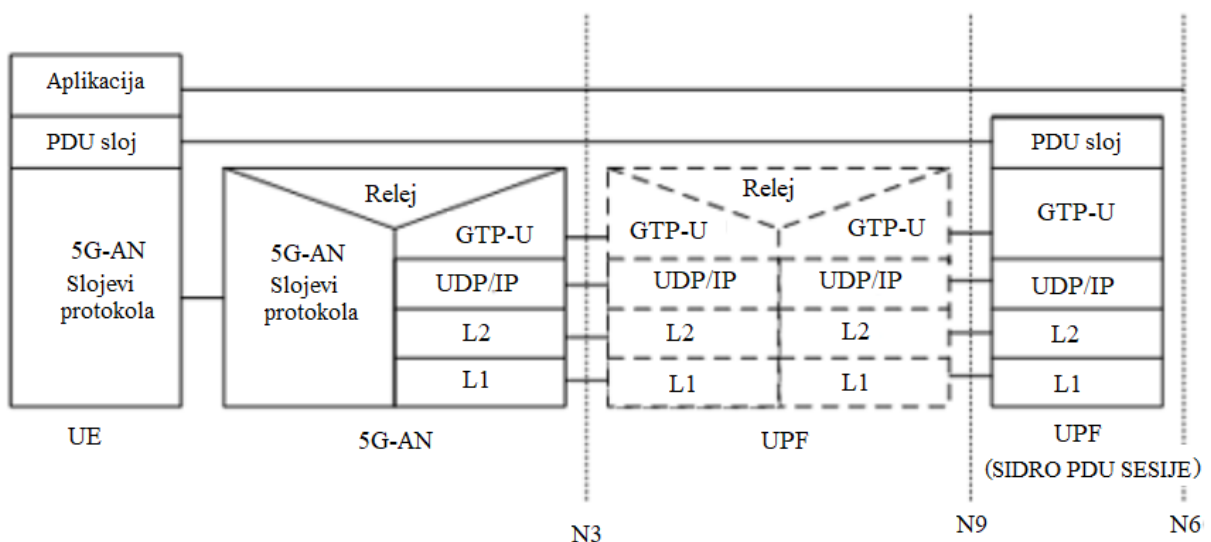 Aplikacija
PDU sloj
5G-AN
Slojevi
protokola
UE
Relej
5G-AN
Slojevi
protokola
GTP-U
UDP/IP
L2
L1
5G-AN
N3
Relej
GTP-U
GTP-U
UDP/IP
UDP/IP
L2
L2
L1
L1
UPF
N9
PDU sloj
GTP-U
UDP/IP
L2
L1
UPF
(SIDRO PDU SESIJE)
N6